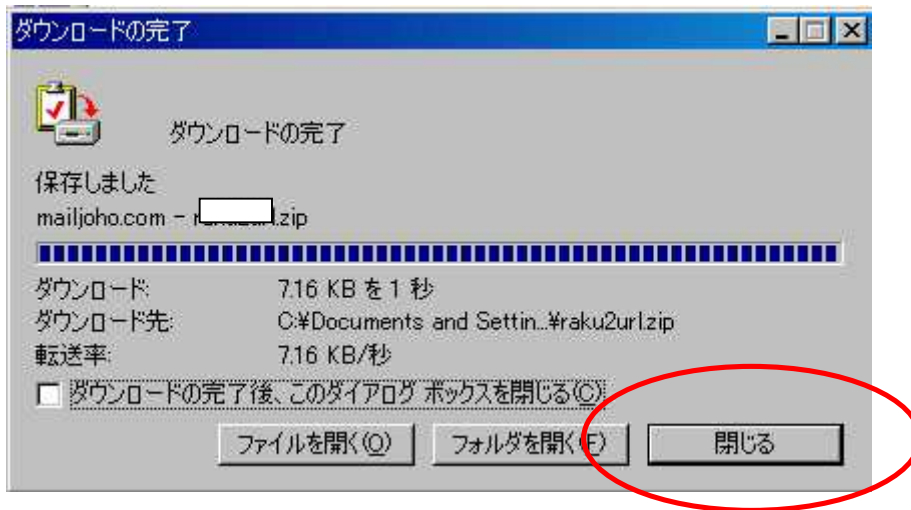 ダウンロードの完了
ダウンロードの完了
保存しました
mailjoho.com - .zip
ダウンロード: 7.16 KB を 1 秒
ダウンロード先: C:¥Documents and Settin...¥raku2url.zip
転送率: 7.16 KB/秒
ダウンロードの完了後、このダイアログ ボックスを閉じる(C)
ファイルを開く(O) フォルダを開く(F) 閉じる